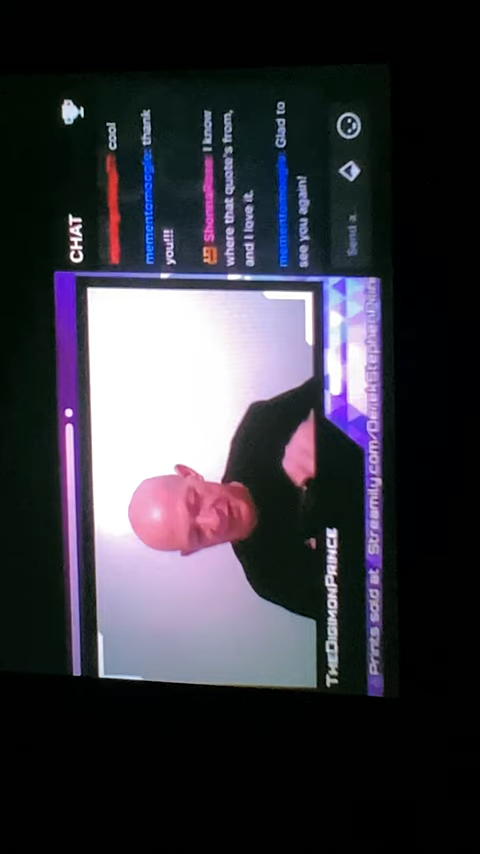 CHAT
cool
mementomoogle: thank
you!!!
I know
where that quote's from,
and I love it.
mementomoogle: Glad to
see you again!
Send a
THEDIGIMONPRINCE
Prints sold at Streamily.com/DerekStephen